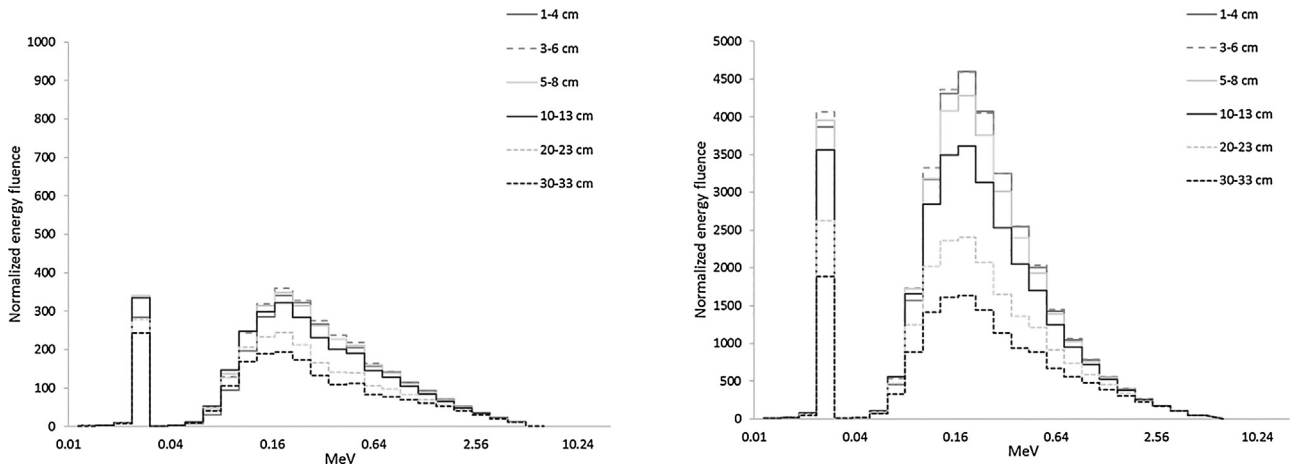 1-4 cm
3-6 cm
5-8 cm
10-13 cm
20-23 cm
30-33 cm
1000
900
800
700
600
500
400
300
200
100
0
Normalized energy fluence
0.01
0.04
0.16
0.64
2.56
10.24
MeV
1-4 cm
3-6 cm
5-8 cm
10-13 cm
20-23 cm
30-33 cm
5000
4500
4000
3500
3000
2500
2000
1500
1000
500
0
Normalized energy fluence
0.01
0.04
0.16
0.64
2.56
10.24
MeV